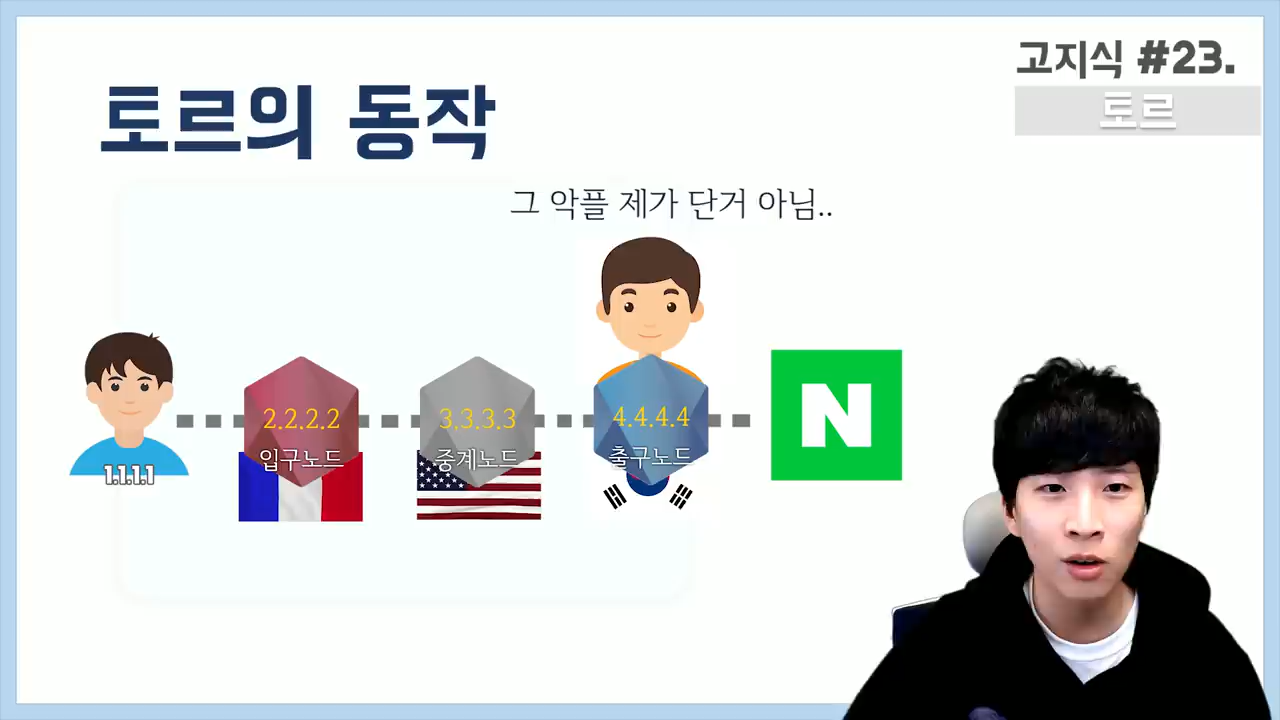 고지식 #23.
토르
토르의 동작
그 악플 제가 단거 아님..
1.1.1.1
2.2.2.2
입구노드
3.3.3.3
중계노드
4.4.4.4
출구노드
N